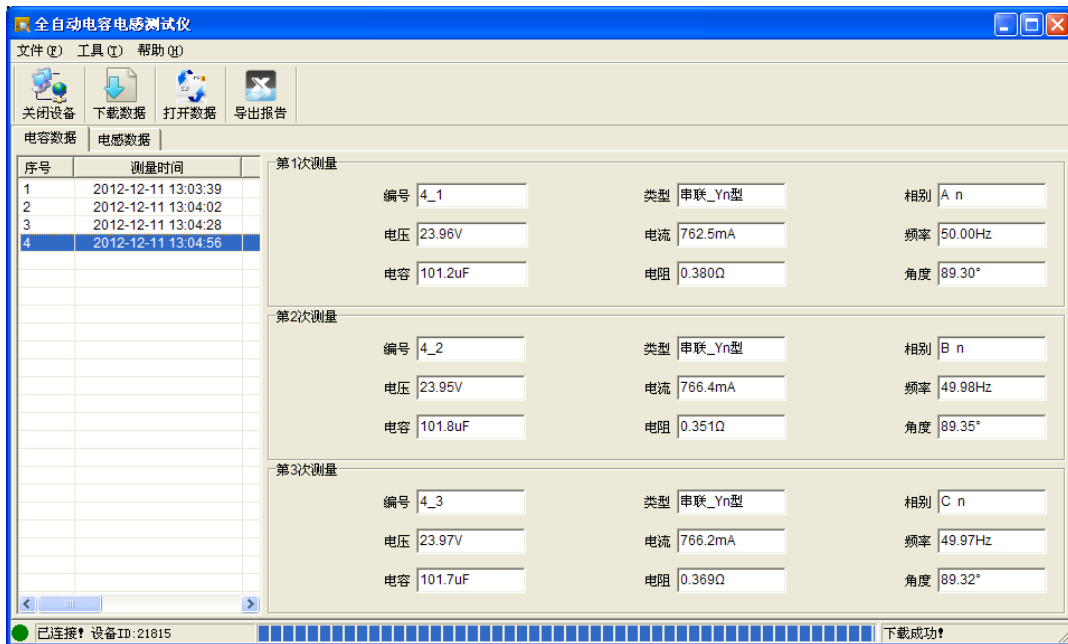 全自动电容电感测试仪
文件(F) 工具(T) 帮助(H)
关闭设备 下载数据 打开数据 导出报告
电容数据 电感数据
序号 测量时间
1 2012-12-11 13:03:39
2 2012-12-11 13:04:02
3 2012-12-11 13:04:28
4 2012-12-11 13:04:56
第1次测量
编号 4_1 类型 串联_Yn型 相别 A n
电压 23.96V 电流 762.5mA 频率 50.00Hz
电容 101.2uF 电阻 0.380Ω 角度 89.30°
第2次测量
编号 4_2 类型 串联_Yn型 相别 B n
电压 23.95V 电流 766.4mA 频率 49.98Hz
电容 101.8uF 电阻 0.351Ω 角度 89.35°
第3次测量
编号 4_3 类型 串联_Yn型 相别 C n
电压 23.97V 电流 766.2mA 频率 49.97Hz
电容 101.7uF 电阻 0.369Ω 角度 89.32°
已连接! 设备ID:21815 下载成功!